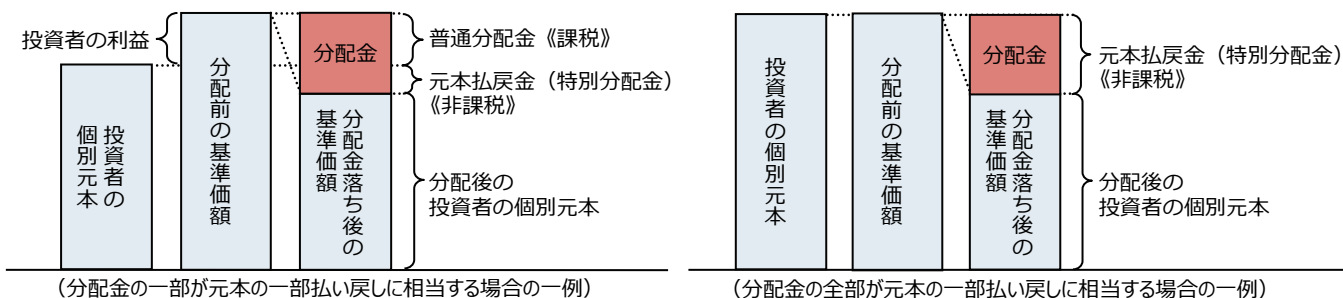 投資者の利益
投資者の
個別元本
分配前の基準価額
分配金
分配金落ち後の
基準価額
普通分配金《課税》
元本払戻金（特別分配金）
《非課税》
分配後の
投資者の個別元本
（分配金の一部が元本の一部払い戻しに相当する場合の一例）
投資者の個別元本
分配前の基準価額
分配金
分配金落ち後の
基準価額
元本払戻金（特別分配金）
《非課税》
分配後の
投資者の個別元本
（分配金の全部が元本の一部払い戻しに相当する場合の一例）